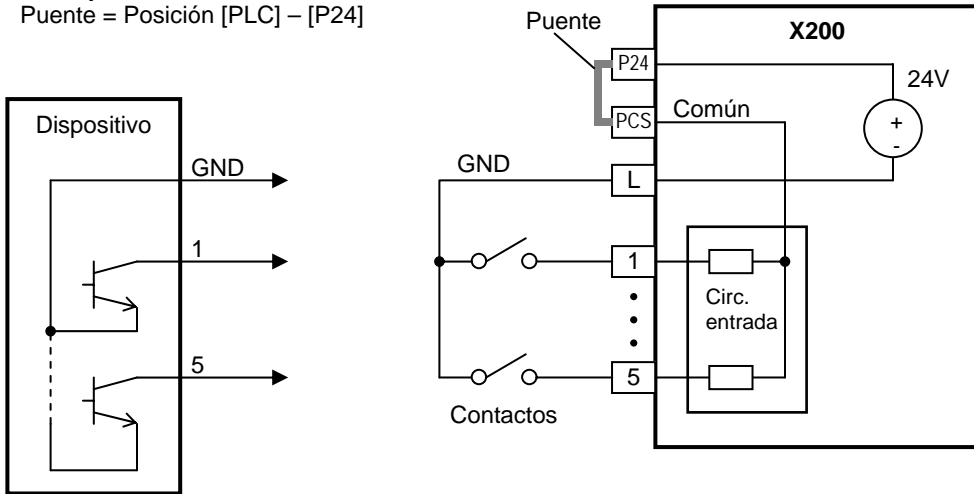 Puente = Posición [PLC] – [P24]
Puente
X200
P24
24V
PCS
Común
+
-
Dispositivo
GND
GND
L
1
1
Circ.
entrada
5
5
Contactos